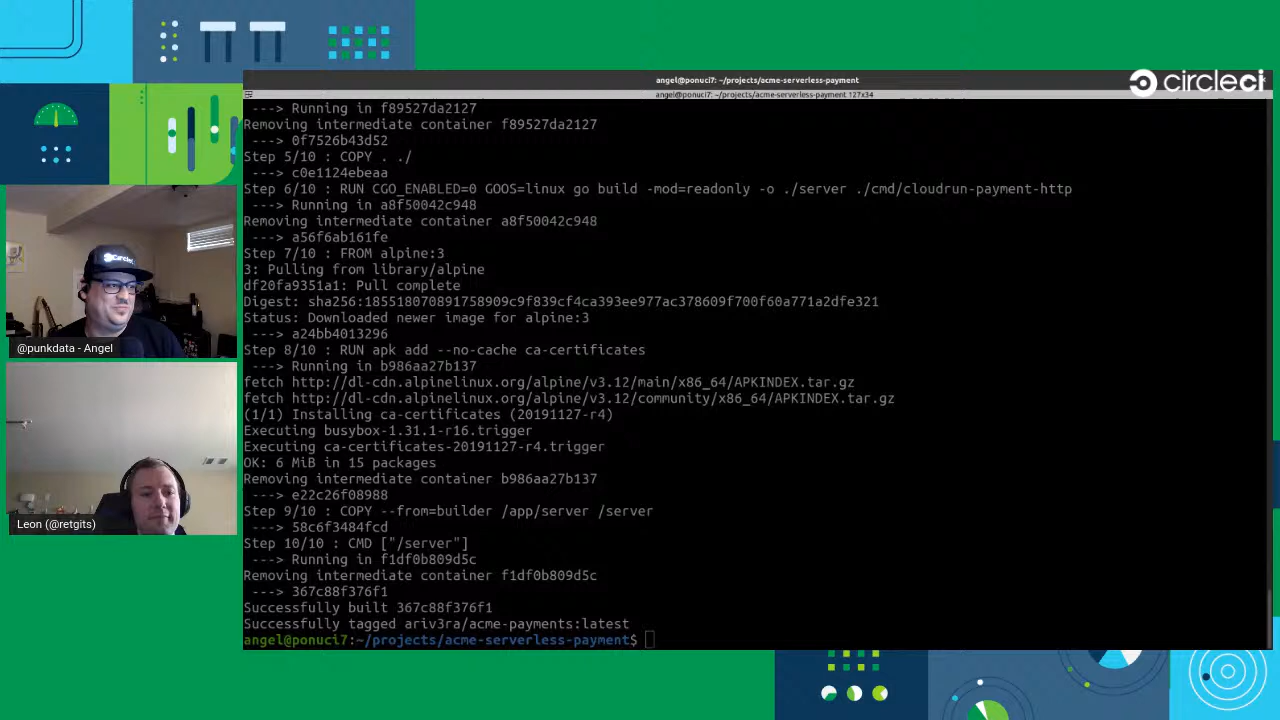 angel@ponuci7: ~/projects/acme-serverless-payment
angel@ponuci7: ~/projects/acme-serverless-payment 127x34
circleci
---> Running in f89527da2127
Removing intermediate container f89527da2127
---> 0f7526b43d52
Step 5/10 : COPY . ./
---> c0e1124ebeaa
Step 6/10 : RUN CGO_ENABLED=0 GOOS=linux go build -mod=readonly -o ./server ./cmd/cloudrun-payment-http
---> Running in a8f50042c948
Removing intermediate container a8f50042c948
---> a56f6ab161fe
Step 7/10 : FROM alpine:3
3: Pulling from library/alpine
df20fa9351a1: Pull complete
Digest: sha256:185518070891758909c9f839cf4ca393ee977ac378609f700f60a771a2dfe321
Status: Downloaded newer image for alpine:3
---> a24bb4013296
Step 8/10 : RUN apk add --no-cache ca-certificates
---> Running in b986aa27b137
fetch http://dl-cdn.alpinelinux.org/alpine/v3.12/main/x86_64/APKINDEX.tar.gz
fetch http://dl-cdn.alpinelinux.org/alpine/v3.12/community/x86_64/APKINDEX.tar.gz
(1/1) Installing ca-certificates (20191127-r4)
Executing busybox-1.31.1-r16.trigger
Executing ca-certificates-20191127-r4.trigger
OK: 6 MiB in 15 packages
Removing intermediate container b986aa27b137
---> e22c26f08988
Step 9/10 : COPY --from=builder /app/server /server
---> 58c6f3484fcd
Step 10/10 : CMD ["/server"]
---> Running in f1df0b809d5c
Removing intermediate container f1df0b809d5c
---> 367c88f376f1
Successfully built 367c88f376f1
Successfully tagged ariv3ra/acme-payments:latest
angel@ponuci7:~/projects/acme-serverless-payment$
@punkdata - Angel
Leon (@retgits)